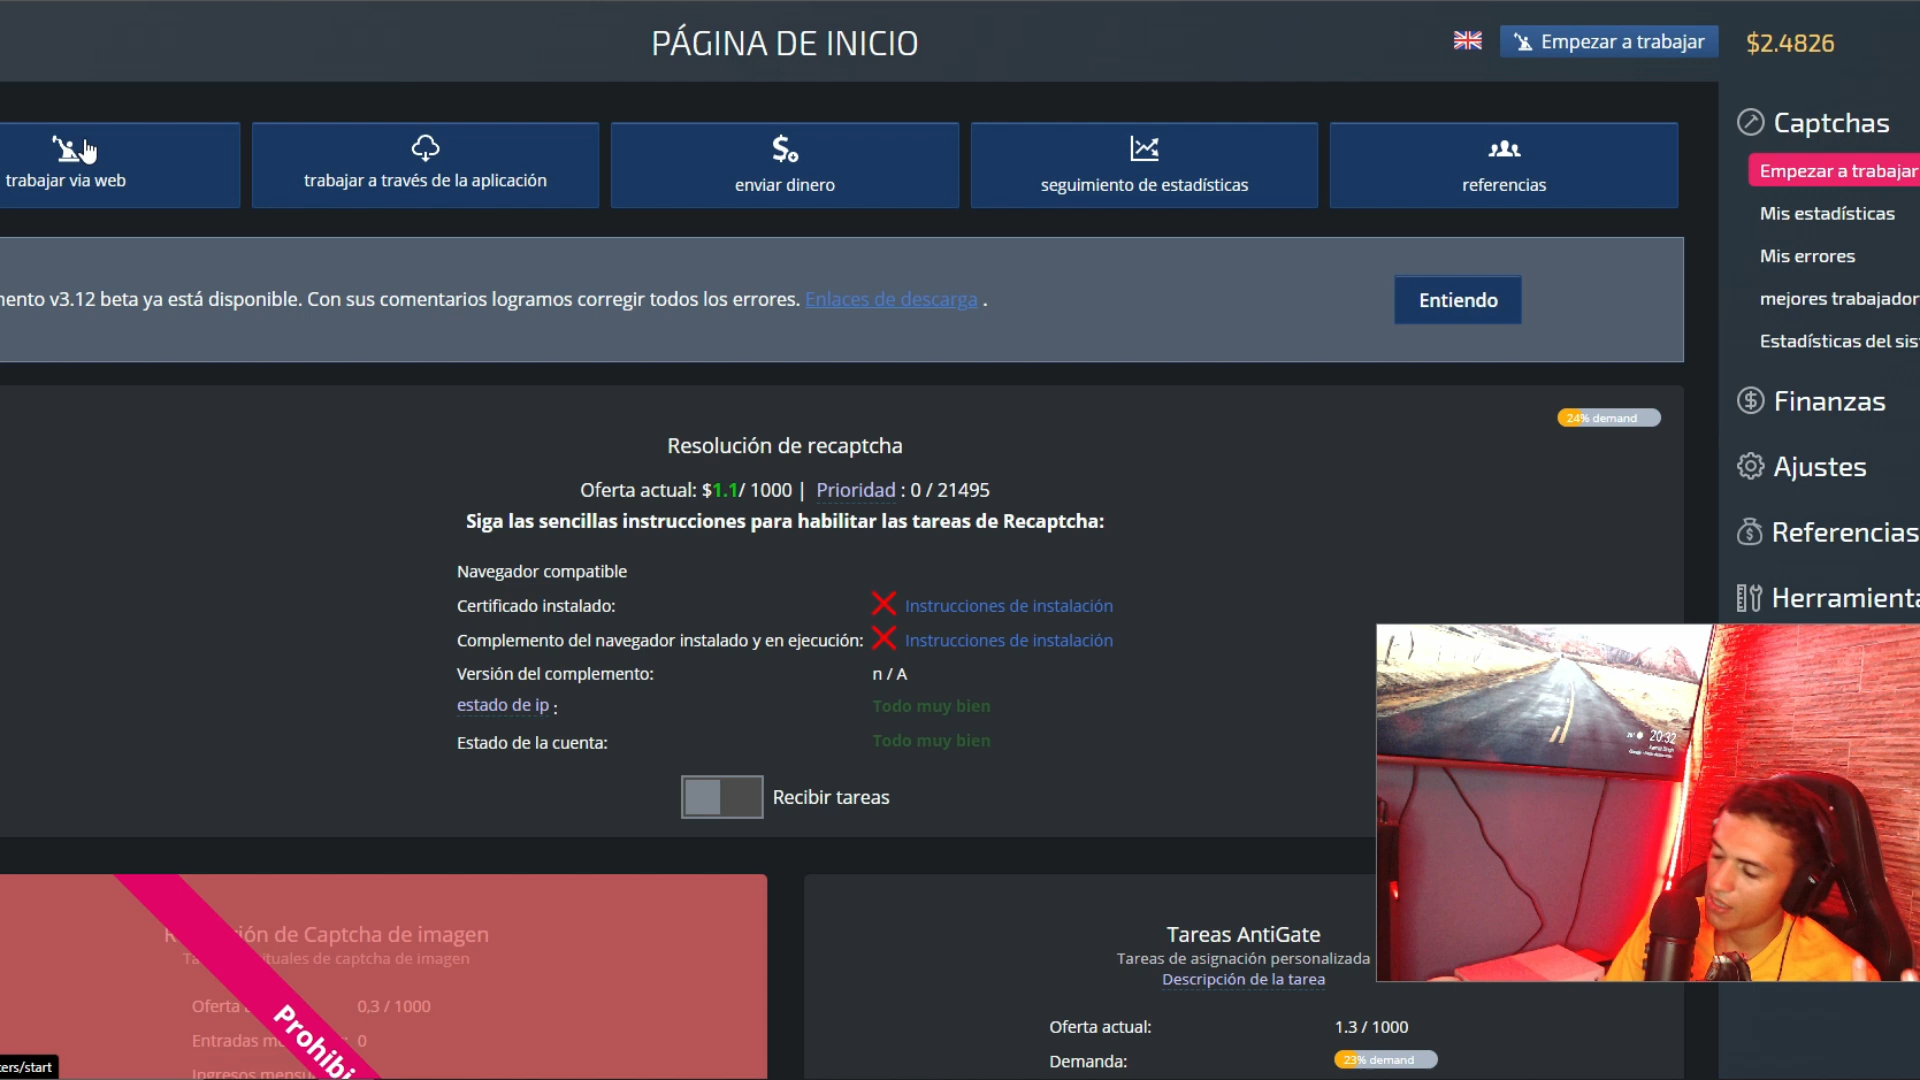 PÁGINA DE INICIO
Empezar a trabajar
$2.4826
trabajar via web
trabajar a través de la aplicación
enviar dinero
seguimiento de estadísticas
referencias
Captchas
Empezar a trabajar
Mis estadísticas
Mis errores
mejores trabajador
Estadísticas del sis
Finanzas
Ajustes
Referencias
Herramienta
mento v3.12 beta ya está disponible. Con sus comentarios logramos corregir todos los errores. Enlaces de descarga .
Entiendo
24% demand
Resolución de recaptcha
Oferta actual: $1.1/ 1000 | Prioridad : 0 / 21495
Siga las sencillas instrucciones para habilitar las tareas de Recaptcha:
Navegador compatible
Certificado instalado: Instrucciones de instalación
Complemento del navegador instalado y en ejecución: Instrucciones de instalación
Versión del complemento: n / A
estado de ip : Todo muy bien
Estado de la cuenta: Todo muy bien
Recibir tareas
20:32
R ión de Captcha de imagen
Ta ituales de captcha de imagen
Oferta 0,3 / 1000
Entradas me 0
Ingresos mensu
Prohibi
Tareas AntiGate
Tareas de asignación personalizada
Descripción de la tarea
Oferta actual: 1.3 / 1000
Demanda: 23% demand
ters/start